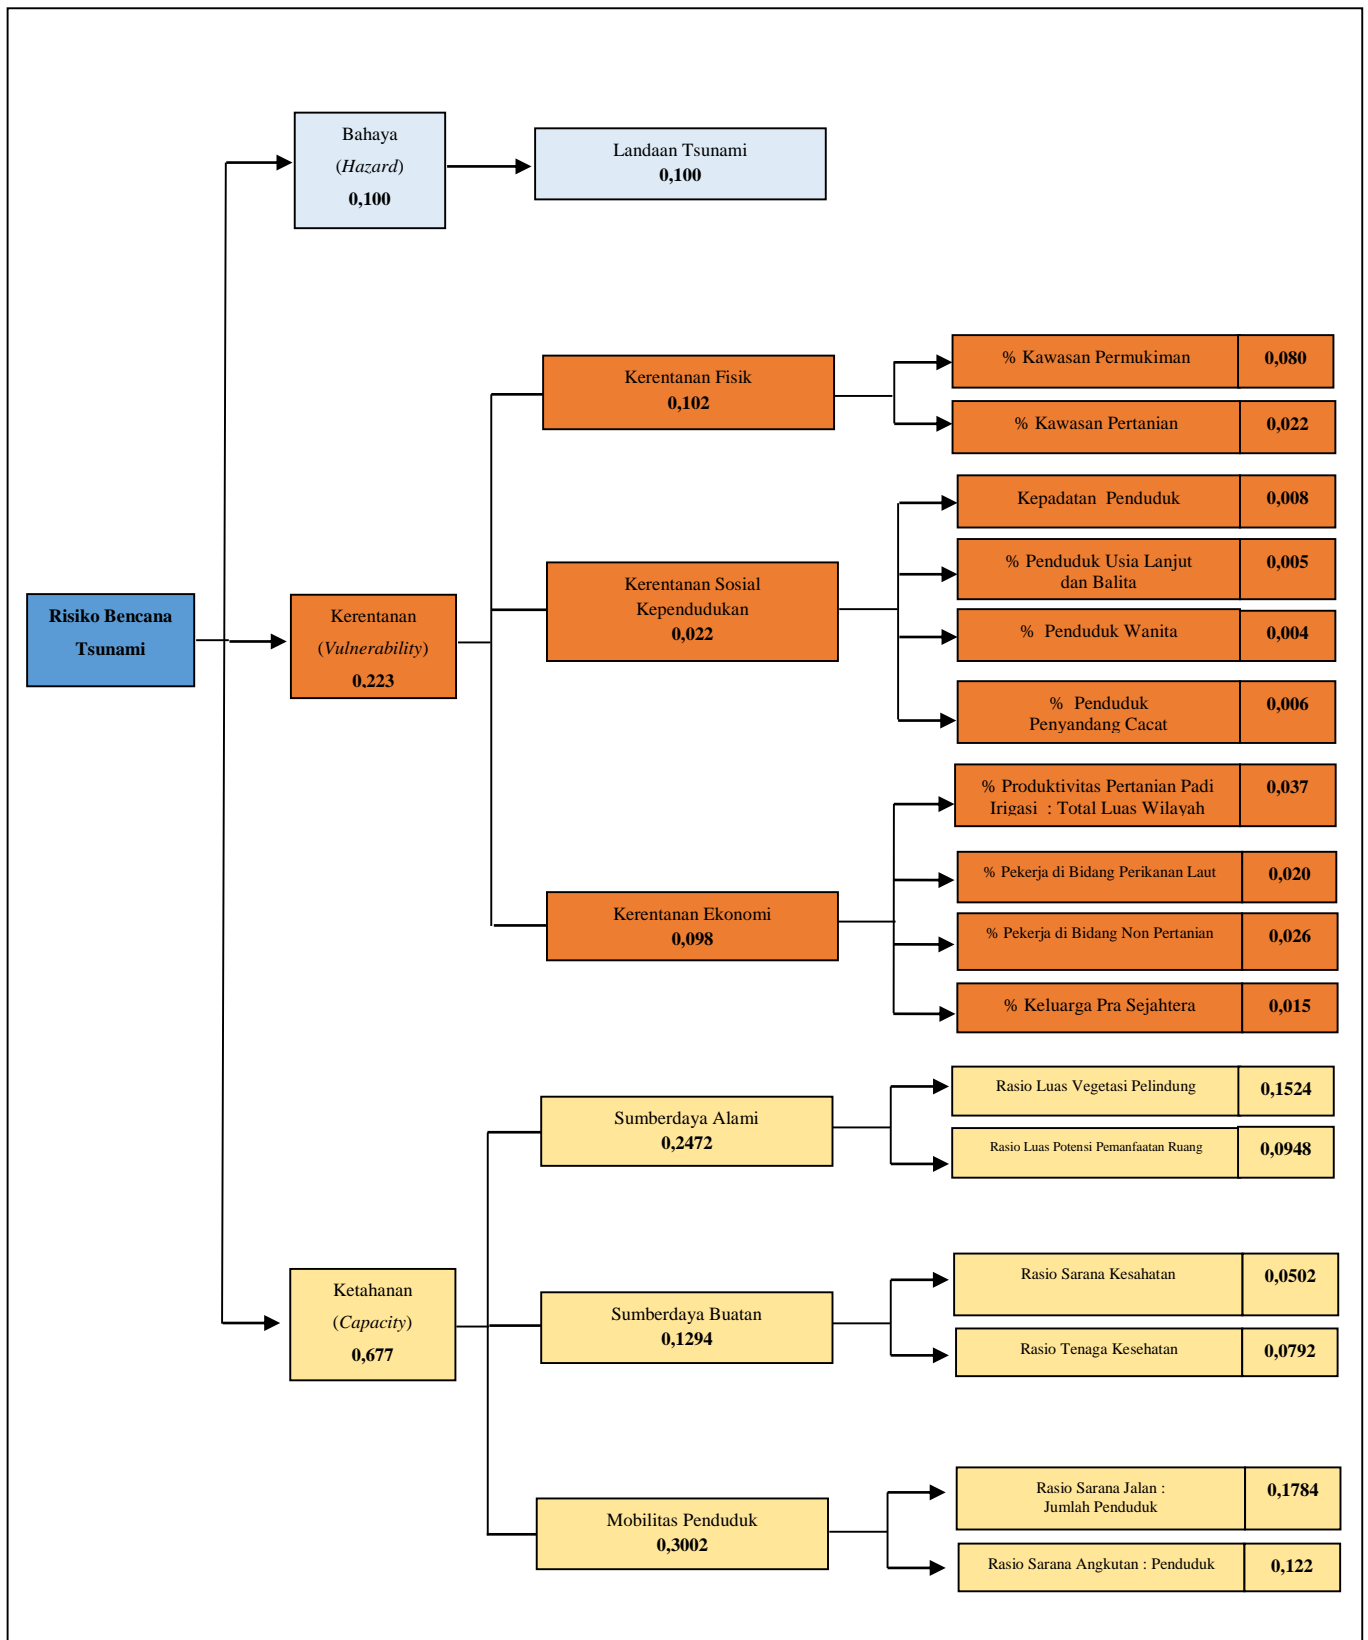 Bahaya
(Hazard)
0,100
Landaan Tsunami
0,100
Risiko Bencana
Tsunami
Kerentanan
(Vulnerability)
0,223
Kerentanan Fisik
0,102
% Kawasan Permukiman
0,080
% Kawasan Pertanian
0,022
Kerentanan Sosial
Kependudukan
0,022
Kepadatan Penduduk
0,008
% Penduduk Usia Lanjut
dan Balita
0,005
% Penduduk Wanita
0,004
% Penduduk
Penyandang Cacat
0,006
Kerentanan Ekonomi
0,098
% Produktivitas Pertanian Padi
Irigasi : Total Luas Wilayah
0,037
% Pekerja di Bidang Perikanan Laut
0,020
% Pekerja di Bidang Non Pertanian
0,026
% Keluarga Pra Sejahtera
0,015
Ketahanan
(Capacity)
0,677
Sumberdaya Alami
0,2472
Rasio Luas Vegetasi Pelindung
0,1524
Rasio Luas Potensi Pemanfaatan Ruang
0,0948
Sumberdaya Buatan
0,1294
Rasio Sarana Kesahatan
0,0502
Rasio Tenaga Kesehatan
0,0792
Mobilitas Penduduk
0,3002
Rasio Sarana Jalan :
Jumlah Penduduk
0,1784
Rasio Sarana Angkutan : Penduduk
0,122